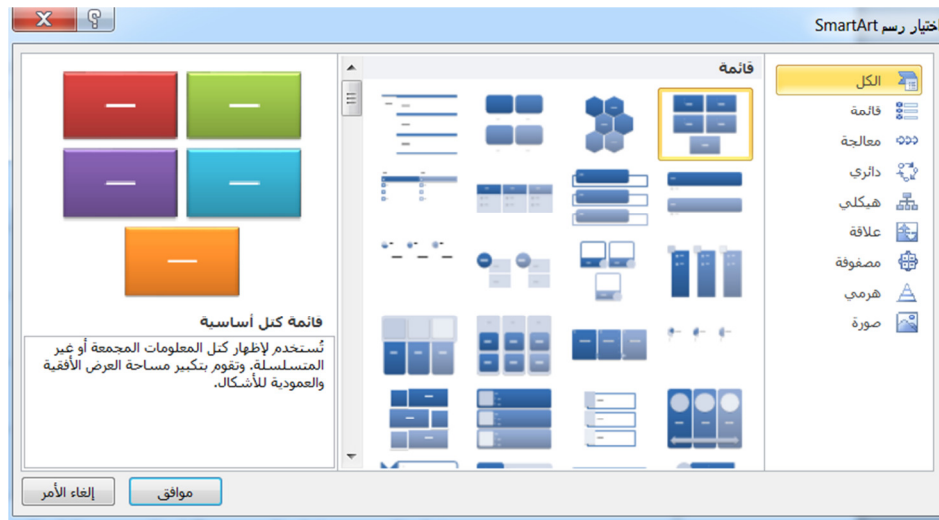 اختيار رسم SmartArt
الكل
قائمة
معالجة
دائري
هيكلي
علاقة
مصفوفة
هرمي
صورة
قائمة
قائمة كتل أساسية
تُستخدم لإظهار كتل المعلومات المجمعة أو غير
المتسلسلة. وتقوم بتكبير مساحة العرض الأفقية
والعمودية للأشكال.
موافق
إلغاء الأمر